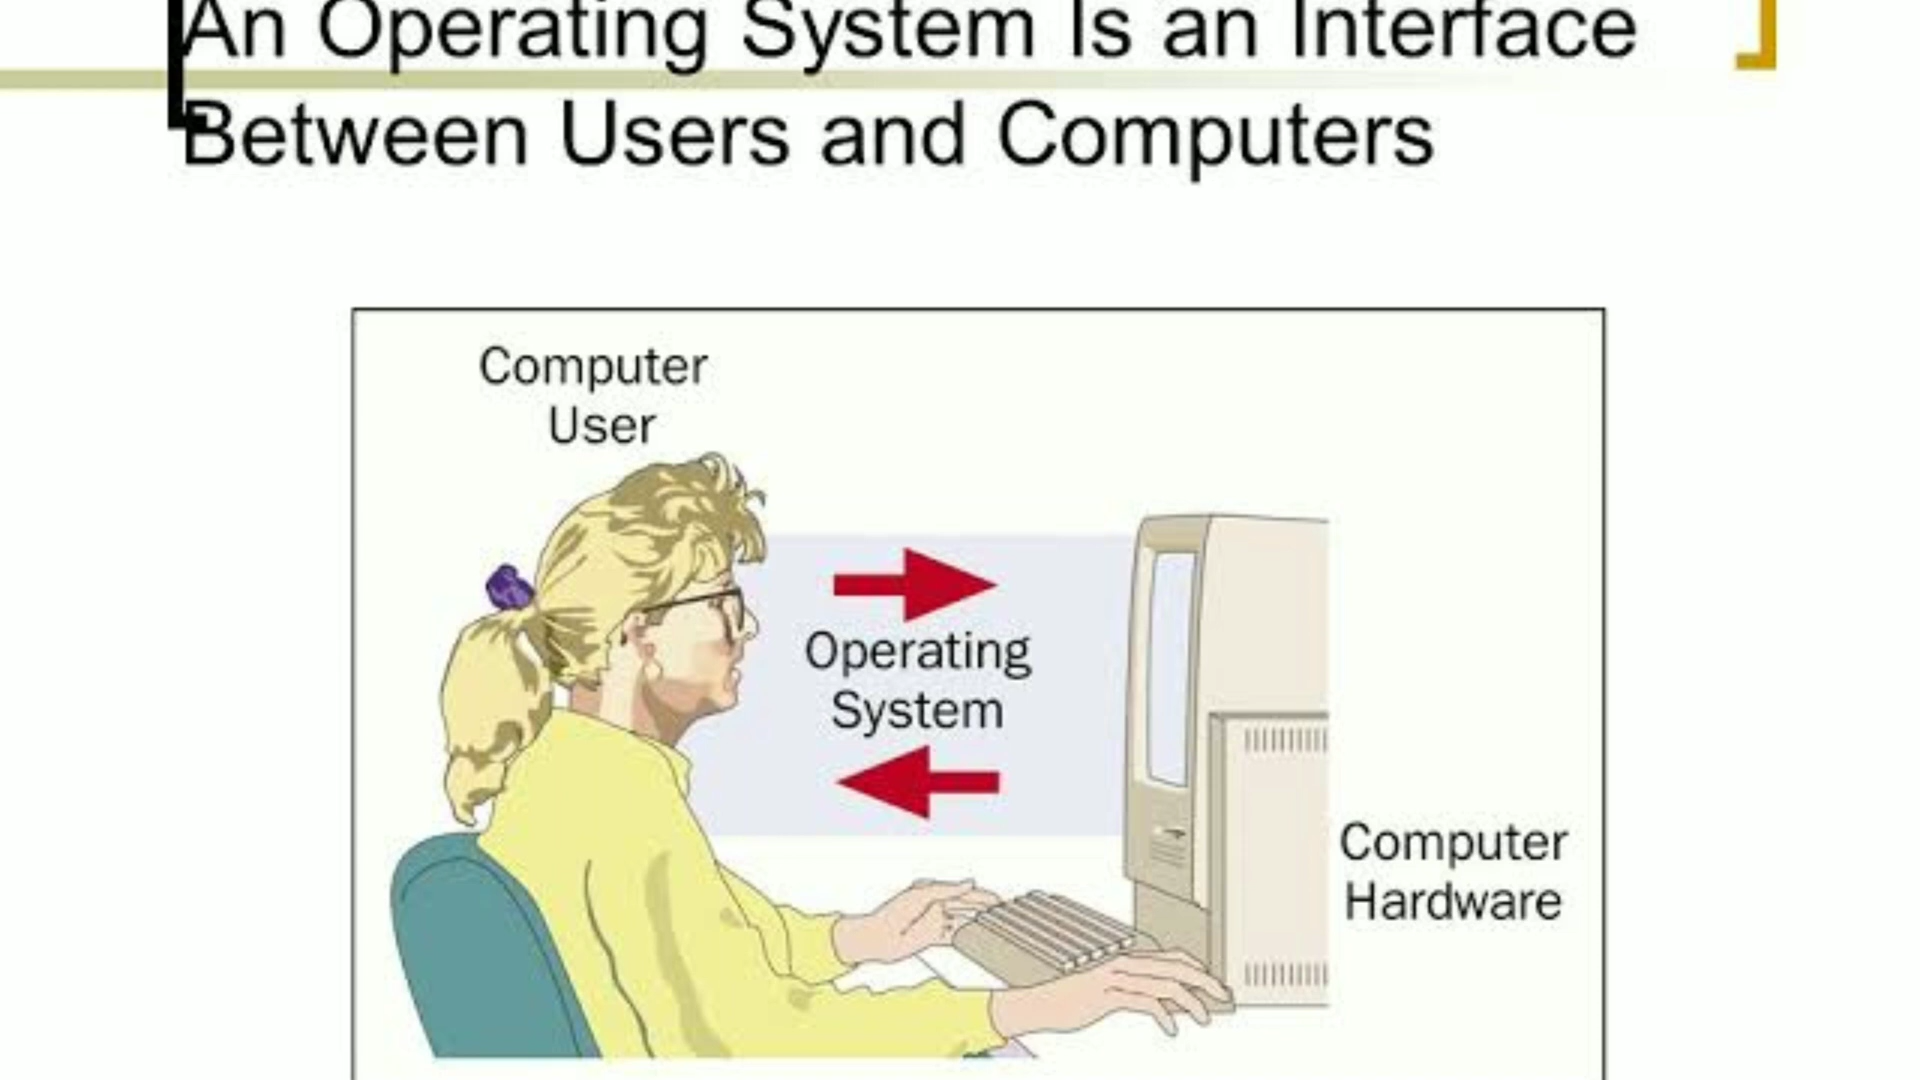 An Operating System Is an Interface
Between Users and Computers
Computer
User
Operating
System
Computer
Hardware